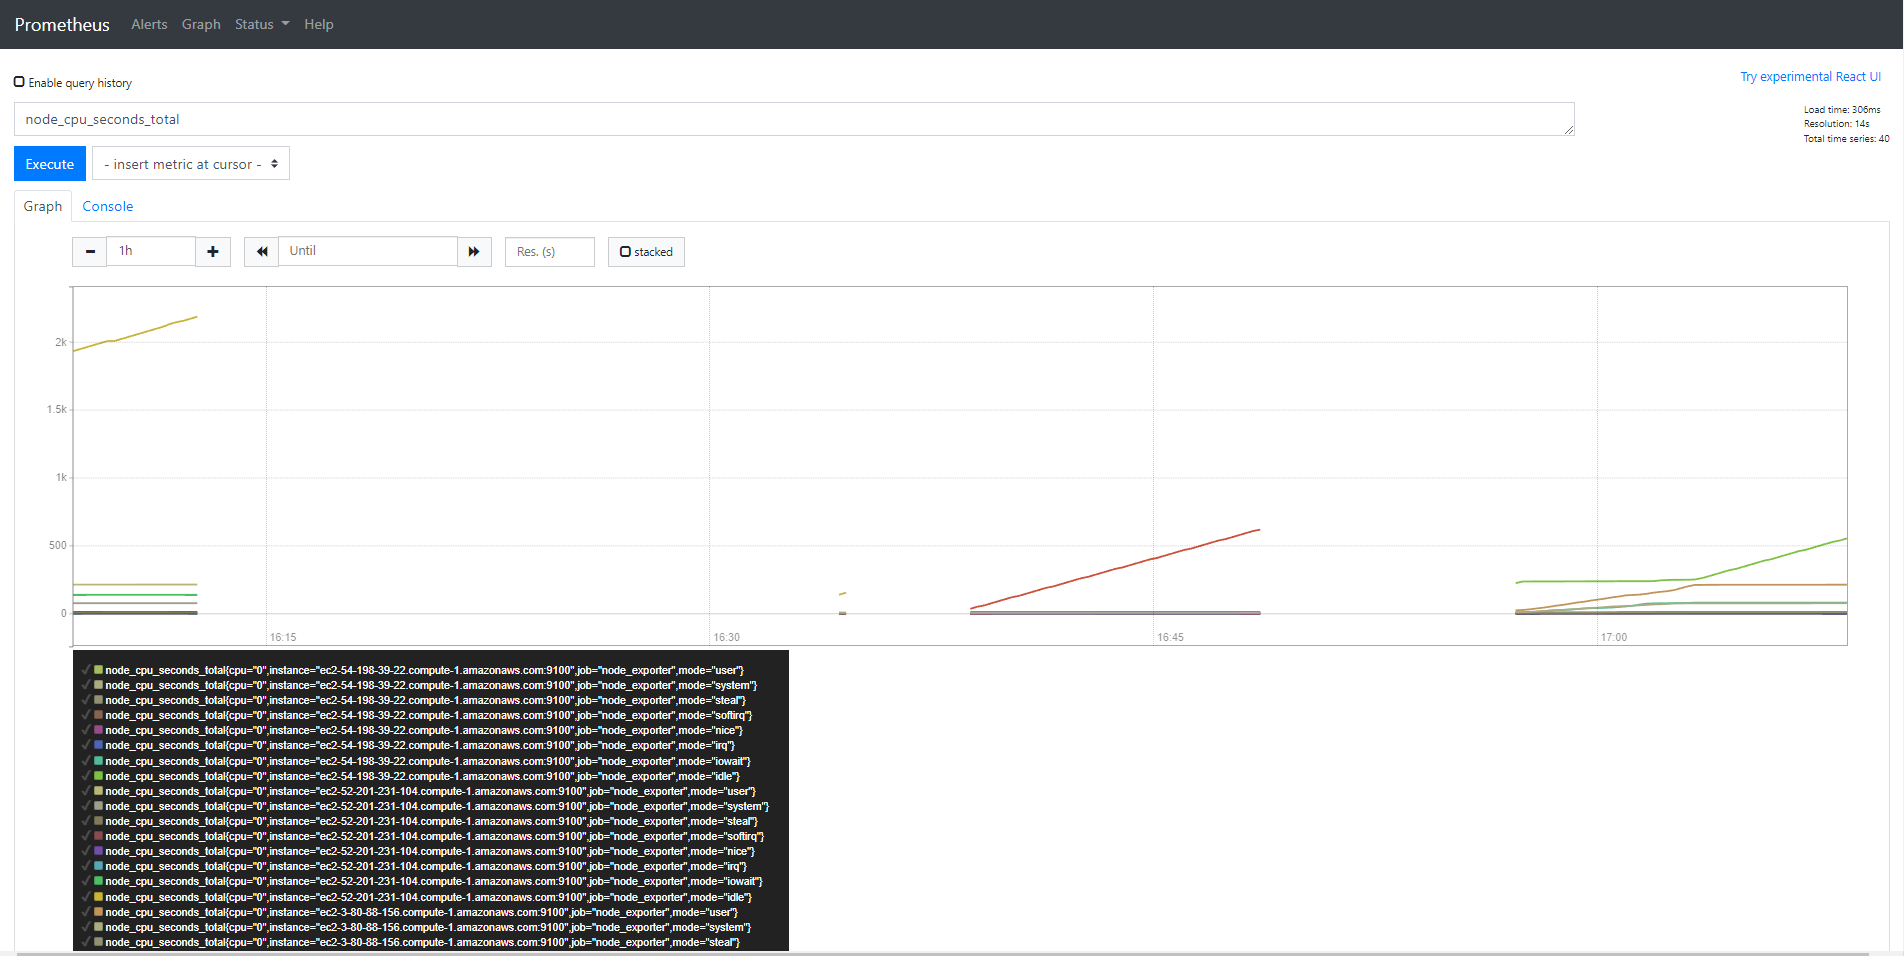 Prometheus Alerts Graph Status Help
Enable query history
Try experimental React UI
node_cpu_seconds_total
Load time: 306ms
Resolution: 14s
Total time series: 40
Execute - insert metric at cursor -
Graph Console
1h Until Res. (s) stacked
2k
1.5k
1k
500
0
16:15 16:30 16:45 17:00
node_cpu_seconds_total{cpu="0",instance="ec2-54-198-39-22.compute-1.amazonaws.com:9100",job="node_exporter",mode="user"}
node_cpu_seconds_total{cpu="0",instance="ec2-54-198-39-22.compute-1.amazonaws.com:9100",job="node_exporter",mode="system"}
node_cpu_seconds_total{cpu="0",instance="ec2-54-198-39-22.compute-1.amazonaws.com:9100",job="node_exporter",mode="steal"}
node_cpu_seconds_total{cpu="0",instance="ec2-54-198-39-22.compute-1.amazonaws.com:9100",job="node_exporter",mode="softirq"}
node_cpu_seconds_total{cpu="0",instance="ec2-54-198-39-22.compute-1.amazonaws.com:9100",job="node_exporter",mode="nice"}
node_cpu_seconds_total{cpu="0",instance="ec2-54-198-39-22.compute-1.amazonaws.com:9100",job="node_exporter",mode="irq"}
node_cpu_seconds_total{cpu="0",instance="ec2-54-198-39-22.compute-1.amazonaws.com:9100",job="node_exporter",mode="iowait"}
node_cpu_seconds_total{cpu="0",instance="ec2-54-198-39-22.compute-1.amazonaws.com:9100",job="node_exporter",mode="idle"}
node_cpu_seconds_total{cpu="0",instance="ec2-52-201-231-104.compute-1.amazonaws.com:9100",job="node_exporter",mode="user"}
node_cpu_seconds_total{cpu="0",instance="ec2-52-201-231-104.compute-1.amazonaws.com:9100",job="node_exporter",mode="system"}
node_cpu_seconds_total{cpu="0",instance="ec2-52-201-231-104.compute-1.amazonaws.com:9100",job="node_exporter",mode="steal"}
node_cpu_seconds_total{cpu="0",instance="ec2-52-201-231-104.compute-1.amazonaws.com:9100",job="node_exporter",mode="softirq"}
node_cpu_seconds_total{cpu="0",instance="ec2-52-201-231-104.compute-1.amazonaws.com:9100",job="node_exporter",mode="nice"}
node_cpu_seconds_total{cpu="0",instance="ec2-52-201-231-104.compute-1.amazonaws.com:9100",job="node_exporter",mode="irq"}
node_cpu_seconds_total{cpu="0",instance="ec2-52-201-231-104.compute-1.amazonaws.com:9100",job="node_exporter",mode="iowait"}
node_cpu_seconds_total{cpu="0",instance="ec2-52-201-231-104.compute-1.amazonaws.com:9100",job="node_exporter",mode="idle"}
node_cpu_seconds_total{cpu="0",instance="ec2-3-80-88-156.compute-1.amazonaws.com:9100",job="node_exporter",mode="user"}
node_cpu_seconds_total{cpu="0",instance="ec2-3-80-88-156.compute-1.amazonaws.com:9100",job="node_exporter",mode="system"}
node_cpu_seconds_total{cpu="0",instance="ec2-3-80-88-156.compute-1.amazonaws.com:9100",job="node_exporter",mode="steal"}